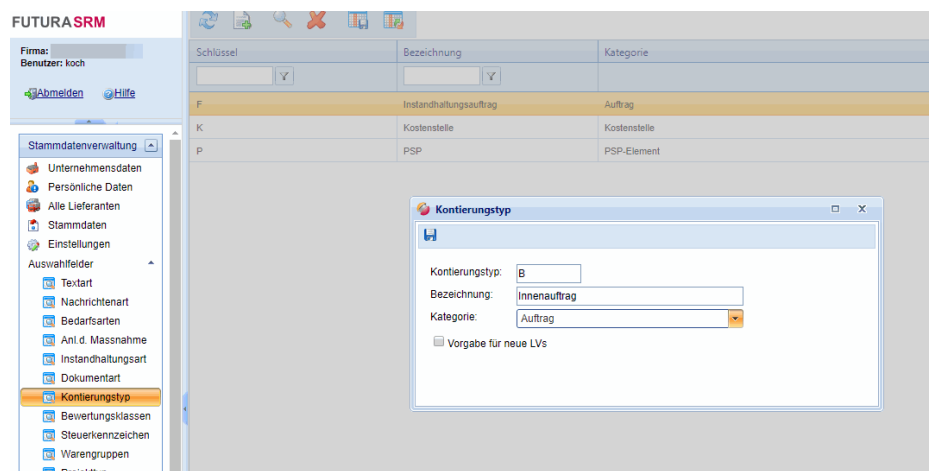 FUTURASRM
Firma:
Benutzer: koch
Abmelden Hilfe
Stammdatenverwaltung
Unternehmensdaten
Persönliche Daten
Alle Lieferanten
Stammdaten
Einstellungen
Auswahlfelder
Textart
Nachrichtenart
Bedarfsarten
Anl.d. Massnahme
Instandhaltungsart
Dokumentart
Kontierungstyp
Bewertungsklassen
Steuerkennzeichen
Warengruppen
Schlüssel Bezeichnung Kategorie
F Instandhaltungsauftrag Auftrag
K Kostenstelle Kostenstelle
P PSP PSP-Element
Kontierungstyp
Kontierungstyp: B
Bezeichnung: Innenauftrag
Kategorie: Auftrag
Vorgabe für neue LVs